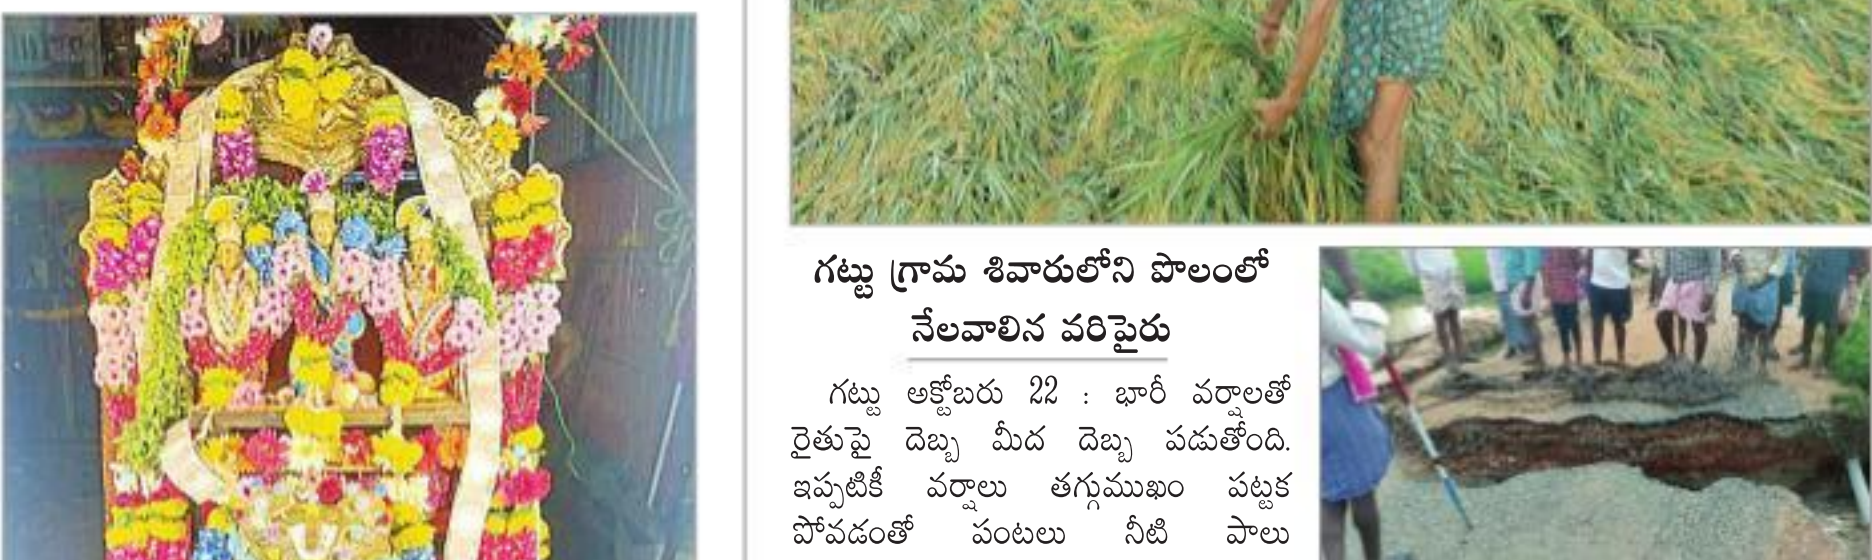 గట్టు గ్రామ శివారులోని పొలంలో
నేలవాలిన వరిపైరు
గట్టు అక్టోబరు 22 : భారీ వర్షాలతో
రైతుపై దెబ్బ మీద దెబ్బ పడుతోంది.
ఇప్పటికీ వర్షాలు తగ్గుముఖం పట్టక
పోవడంతో పంటలు నీటి పాలు